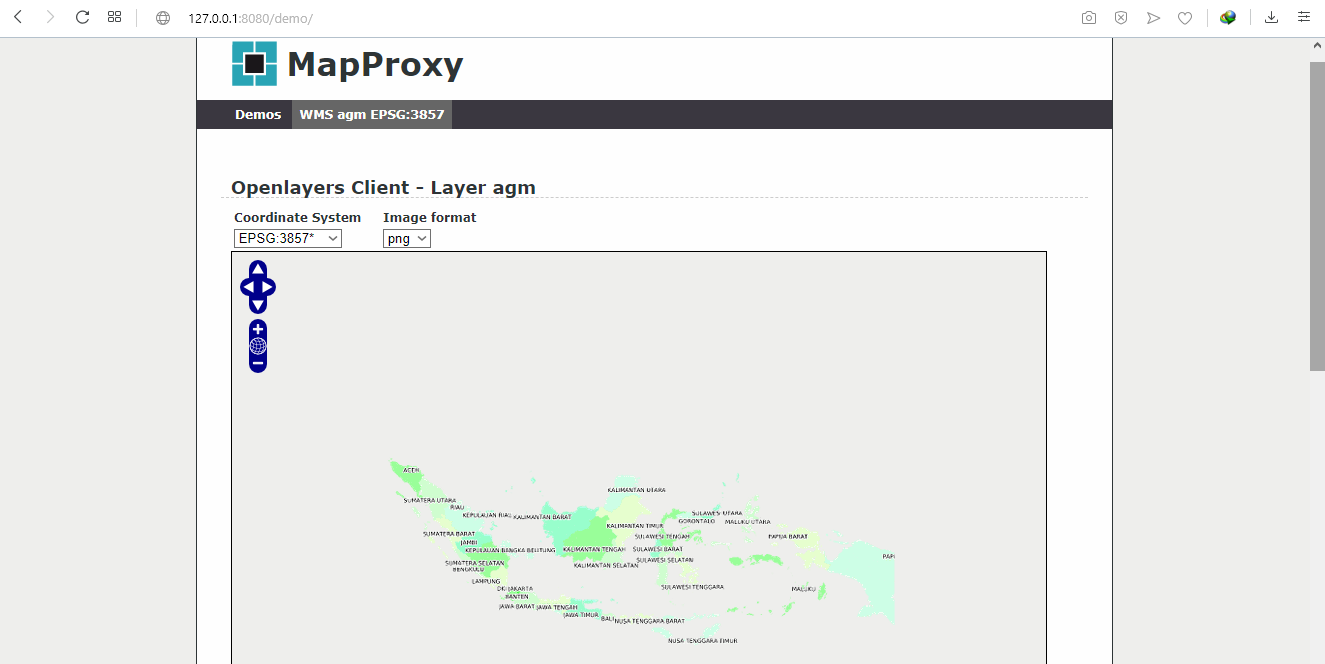 127.0.0.1:8080/demo/
MapProxy
Demos WMS agm EPSG:3857
Openlayers Client - Layer agm
Coordinate System Image format
EPSG:3857* png
ACEH
KALIMANTAN UTARA
SUMATERA UTARA
RIAU
KEPULAUAN RIAU KALIMANTAN BARAT SULAWESI UTARA
GORONTALO MALUKU UTARA
KALIMANTAN TIMUR
SUMATERA BARAT SULAWESI TENGAH PAPUA BARAT
JAMBI
KEPULAUAN BANGKA BELITUNG KALIMANTAN TENGAH SULAWESI BARAT
PAP
SUMATERA SELATAN KALIMANTAN SELATAN SULAWESI SELATAN
BENGKULU
LAMPUNG
DKI JAKARTA SULAWESI TENGGARA MALUKU
BANTEN
JAWA BARAT JAWA TENGAH
JAWA TIMUR
BALI NUSA TENGGARA BARAT
NUSA TENGGARA TIMUR